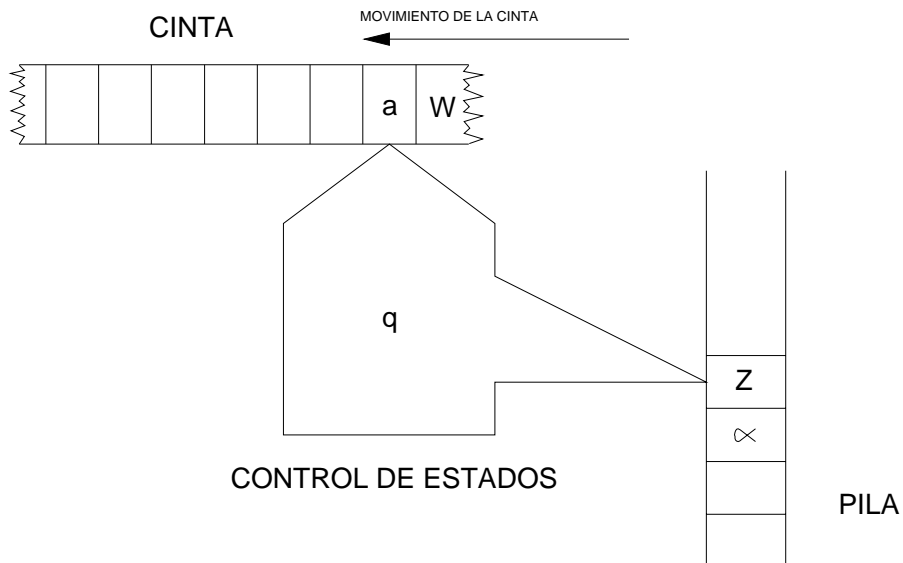 MOVIMIENTO DE LA CINTA
CINTA
a W
q
Z
∝
CONTROL DE ESTADOS
PILA